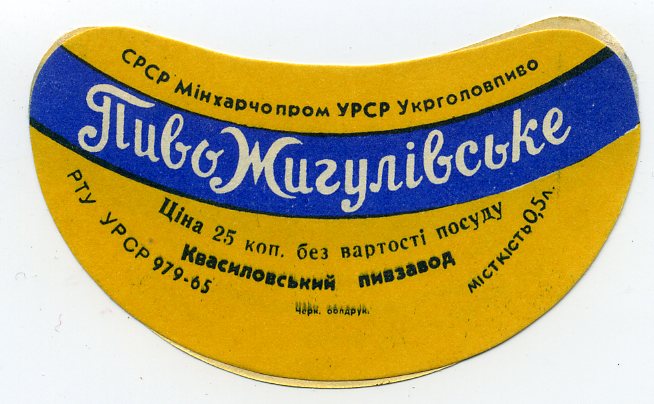 СРСР Мінхарчопром УРСР Укрголовпиво
Пиво Жигулівське
Ціна 25 коп. без вартості посуду
РТУ УРСР 979-65
Квасиловський пивзавод
місткість 0,5л.
Черк. облдрук.